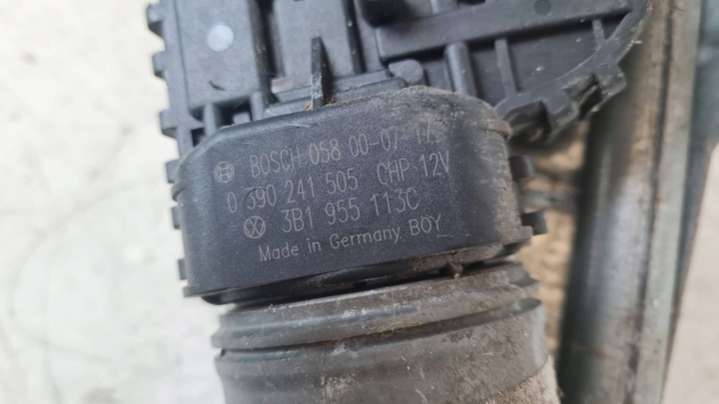 BOSCH 058 00-07-17
0 390 241 505 CHP 12V
3B1 955 113C
Made in Germany BOY